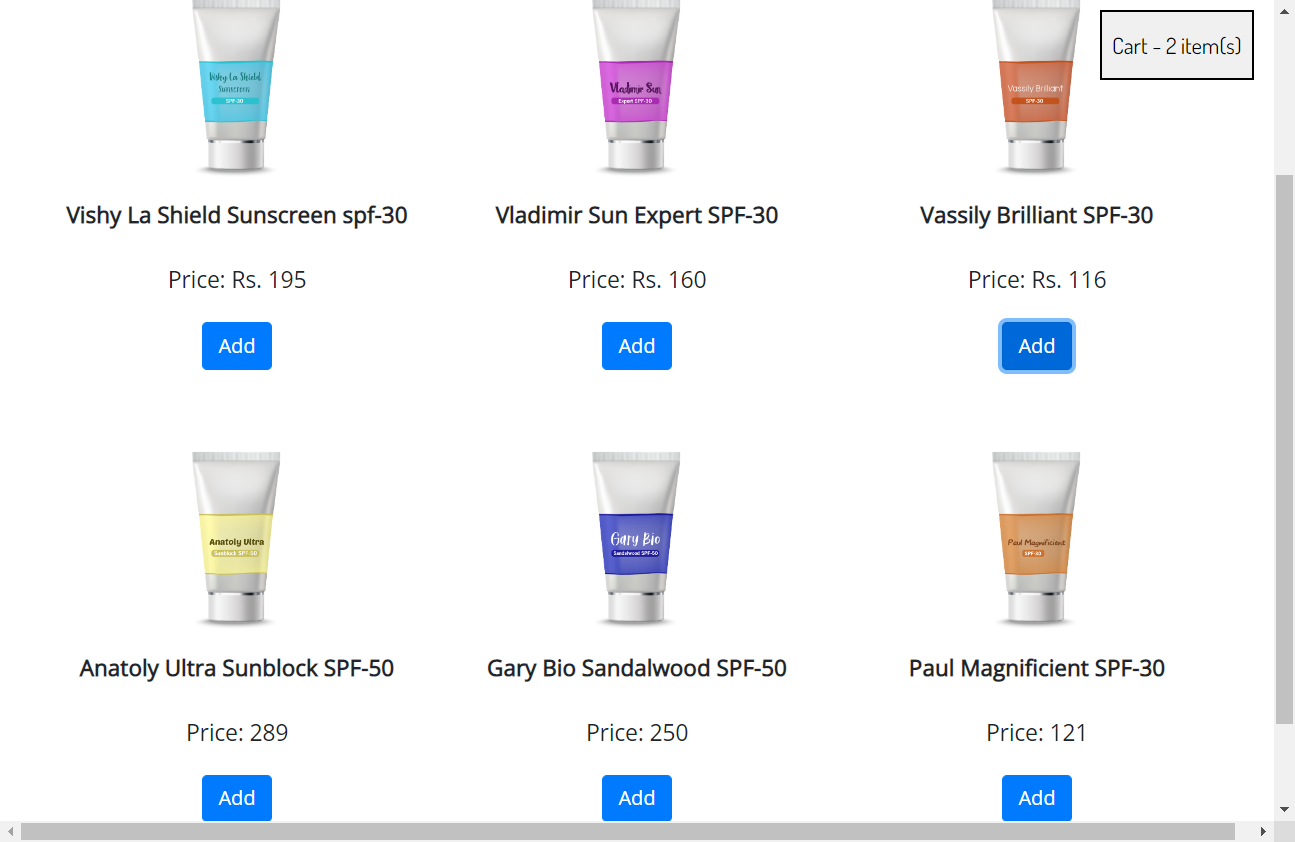 Cart - 2 item(s)
Vishy La Shield
Sunscreen
SPF-30
Vladimir Sun
Expert SPF-30
Vassily Brilliant
SPF-30
Vishy La Shield Sunscreen spf-30
Vladimir Sun Expert SPF-30
Vassily Brilliant SPF-30
Price: Rs. 195
Price: Rs. 160
Price: Rs. 116
Add
Add
Add
Anatoly Ultra
Sunblock SPF-50
Gary Bio
Sandalwood SPF-50
Paul Magnificient
SPF-30
Anatoly Ultra Sunblock SPF-50
Gary Bio Sandalwood SPF-50
Paul Magnificient SPF-30
Price: 289
Price: 250
Price: 121
Add
Add
Add